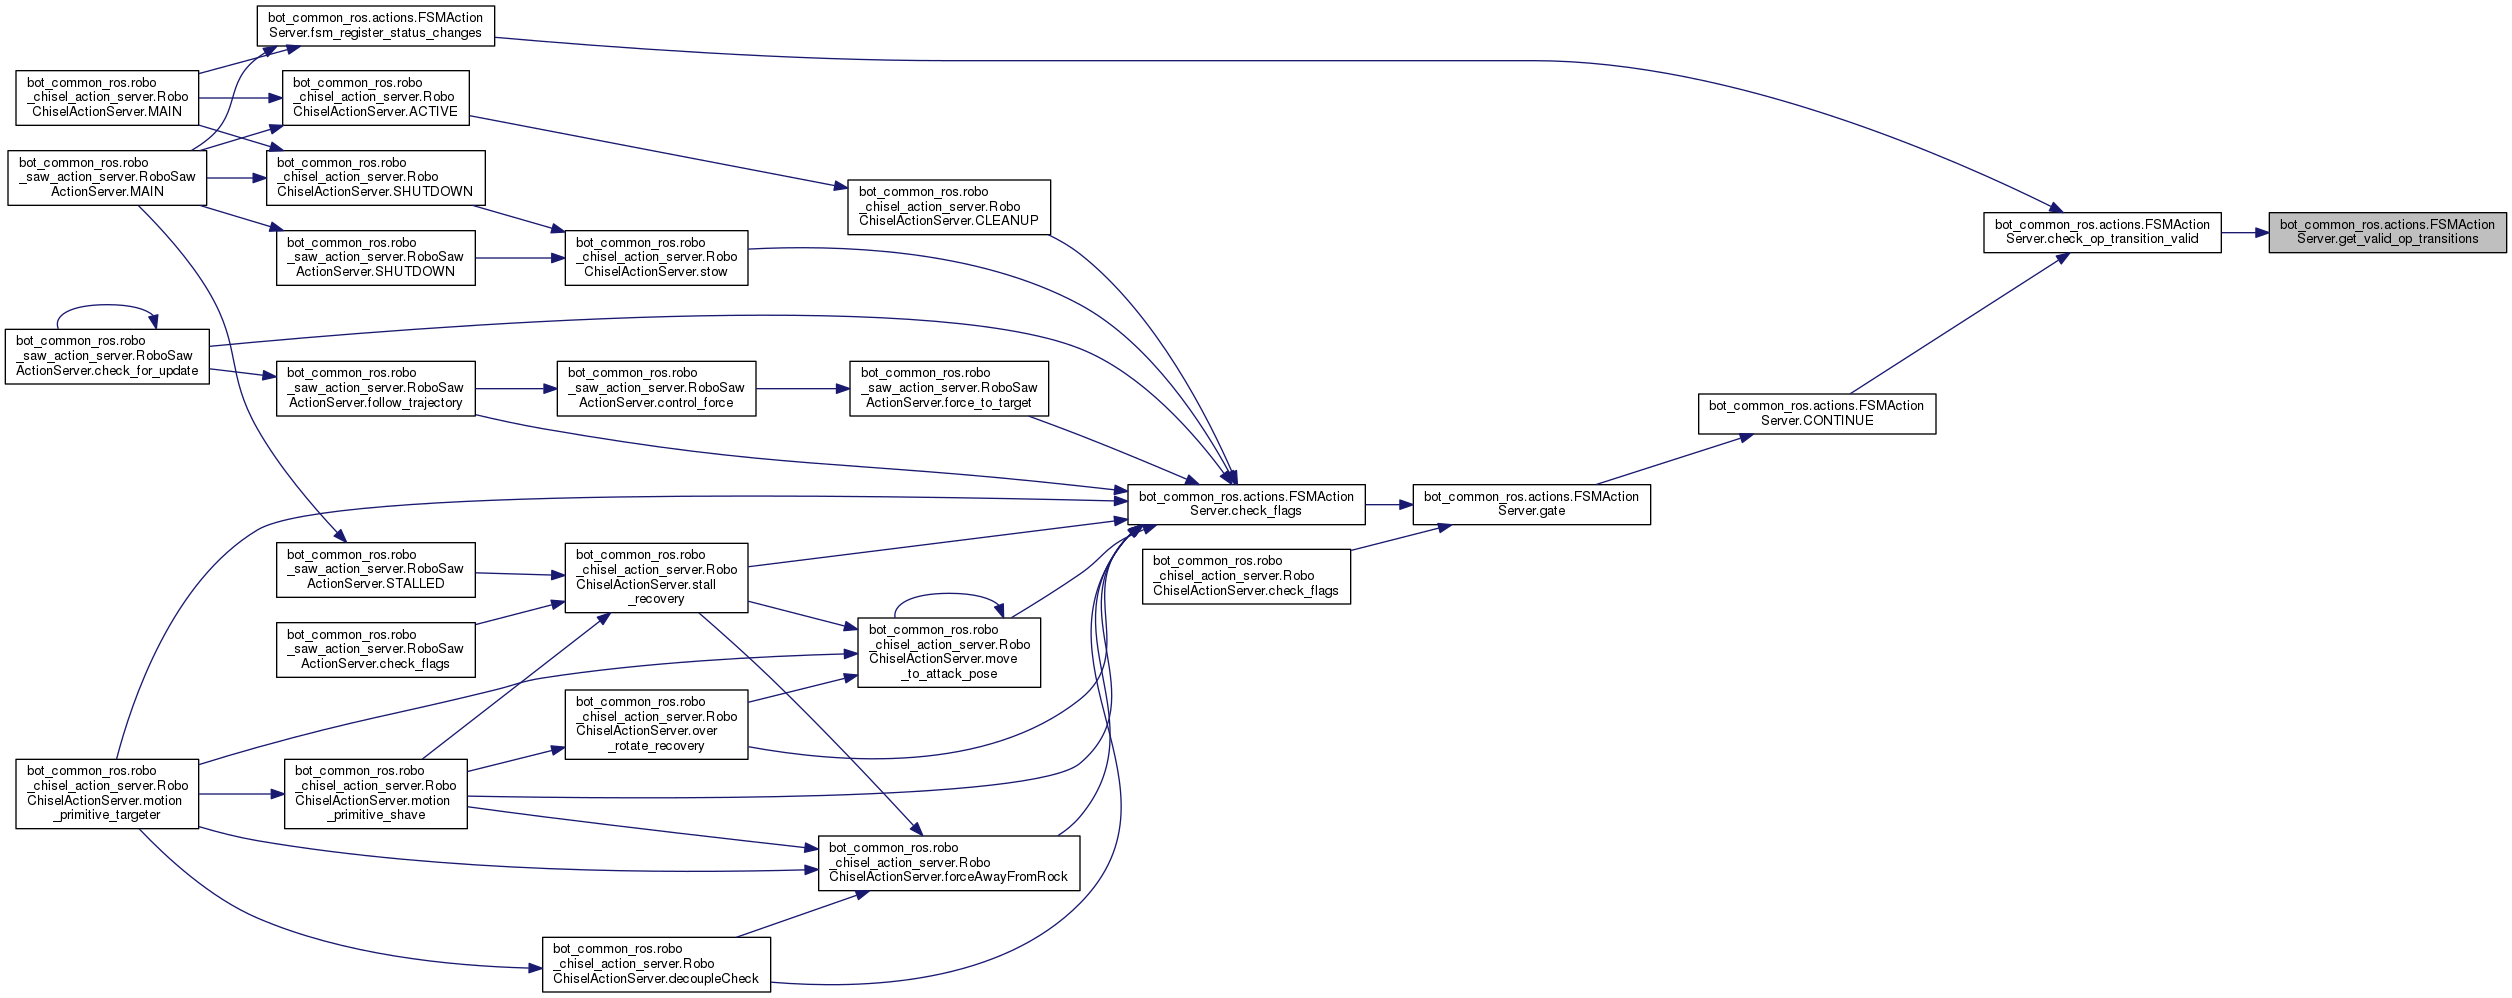 bot_common_ros.actions.FSMAction
Server.fsm_register_status_changes
bot_common_ros.robo
_chisel_action_server.Robo
ChiselActionServer.MAIN
bot_common_ros.robo
_chisel_action_server.Robo
ChiselActionServer.ACTIVE
bot_common_ros.robo
_saw_action_server.RoboSaw
ActionServer.MAIN
bot_common_ros.robo
_chisel_action_server.Robo
ChiselActionServer.SHUTDOWN
bot_common_ros.robo
_chisel_action_server.Robo
ChiselActionServer.CLEANUP
bot_common_ros.actions.FSMAction
Server.check_op_transition_valid
bot_common_ros.actions.FSMAction
Server.get_valid_op_transitions
bot_common_ros.robo
_saw_action_server.RoboSaw
ActionServer.SHUTDOWN
bot_common_ros.robo
_chisel_action_server.Robo
ChiselActionServer.stow
bot_common_ros.robo
_saw_action_server.RoboSaw
ActionServer.check_for_update
bot_common_ros.robo
_saw_action_server.RoboSaw
ActionServer.follow_trajectory
bot_common_ros.robo
_saw_action_server.RoboSaw
ActionServer.control_force
bot_common_ros.robo
_saw_action_server.RoboSaw
ActionServer.force_to_target
bot_common_ros.actions.FSMAction
Server.CONTINUE
bot_common_ros.actions.FSMAction
Server.check_flags
bot_common_ros.actions.FSMAction
Server.gate
bot_common_ros.robo
_saw_action_server.RoboSaw
ActionServer.STALLED
bot_common_ros.robo
_chisel_action_server.Robo
ChiselActionServer.stall
_recovery
bot_common_ros.robo
_chisel_action_server.Robo
ChiselActionServer.check_flags
bot_common_ros.robo
_saw_action_server.RoboSaw
ActionServer.check_flags
bot_common_ros.robo
_chisel_action_server.Robo
ChiselActionServer.move
_to_attack_pose
bot_common_ros.robo
_chisel_action_server.Robo
ChiselActionServer.over
_rotate_recovery
bot_common_ros.robo
_chisel_action_server.Robo
ChiselActionServer.motion
_primitive_targeter
bot_common_ros.robo
_chisel_action_server.Robo
ChiselActionServer.motion
_primitive_shave
bot_common_ros.robo
_chisel_action_server.Robo
ChiselActionServer.forceAwayFromRock
bot_common_ros.robo
_chisel_action_server.Robo
ChiselActionServer.decoupleCheck